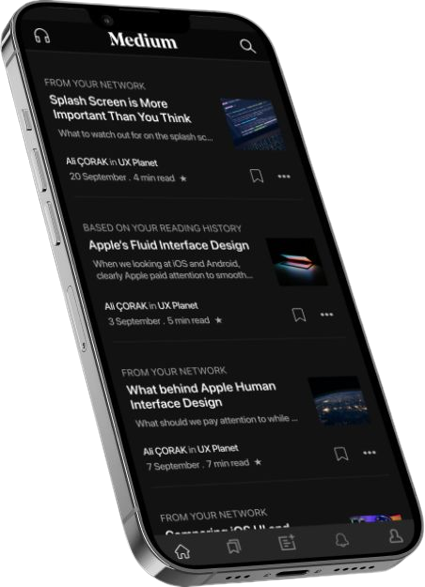 Medium
FROM YOUR NETWORK
Splash Screen is More
Important Than You Think
What to watch out for on the splash sc...
Ali ÇORAK in UX Planet
20 September . 4 min read ★
BASED ON YOUR READING HISTORY
Apple's Fluid Interface Design
When we looking at iOS and Android,
clearly Apple paid attention to smooth...
Ali ÇORAK in UX Planet
3 September . 5 min read ★
FROM YOUR NETWORK
What behind Apple Human
Interface Design
What should we pay attention to while ...
Ali ÇORAK in UX Planet
7 September . 7 min read ★
FROM YOUR NETWORK
Comparing iOS UI and